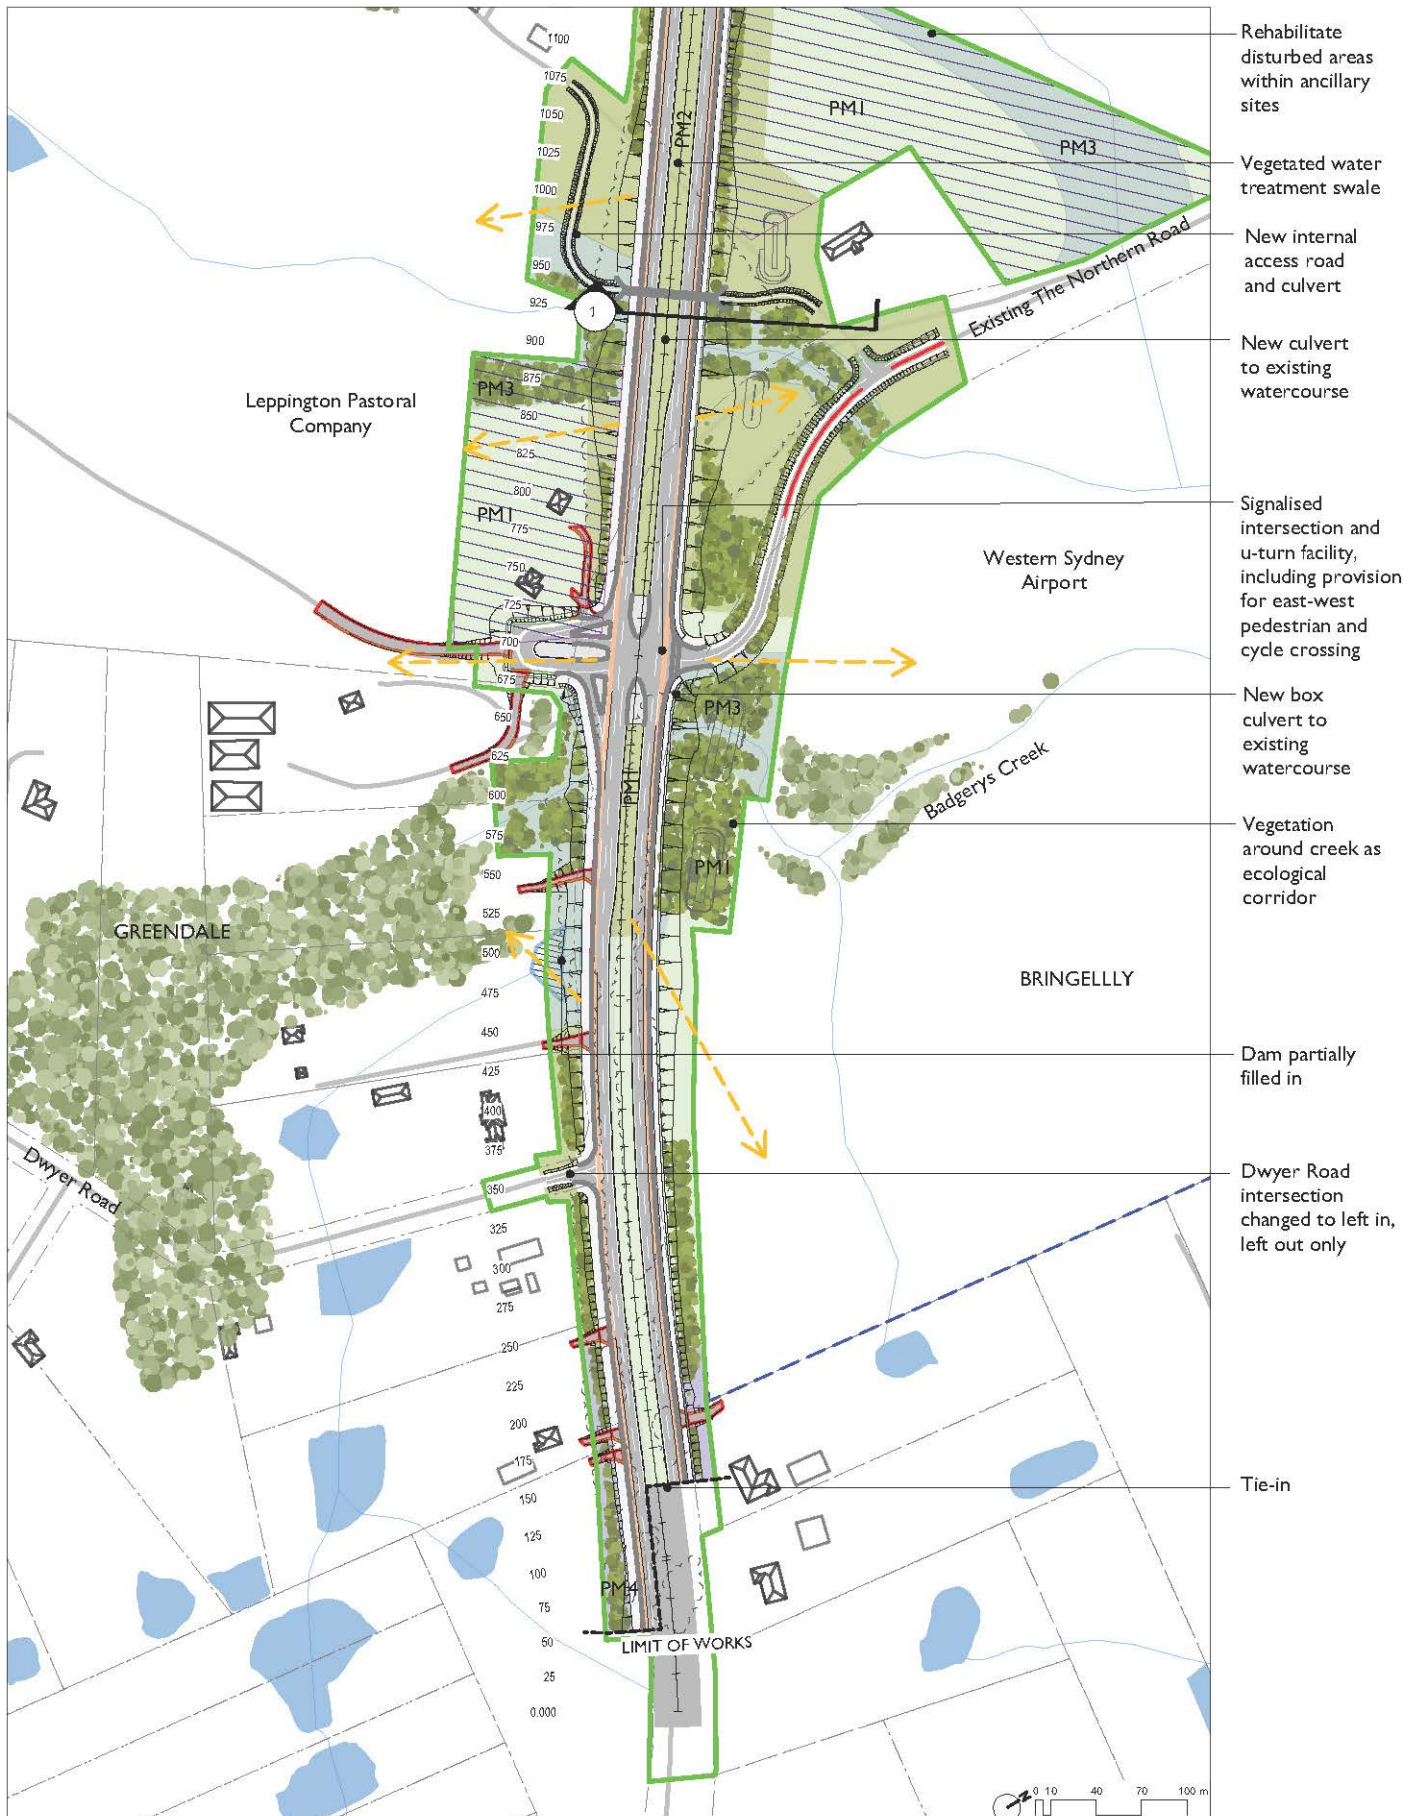 1100
1075
1050
1025
1000
975
950
925
900
875
850
825
800
775
750
725
700
675
650
625
600
575
550
525
500
475
450
425
400
375
350
325
300
275
250
225
200
175
150
125
100
75
50
25
0.000
PM2
PM1
PM3
Existing The Northern Road
1
Leppington Pastoral
Company
PM3
PM1
Western Sydney
Airport
PM3
PM1
PM1
Badgerys Creek
GREENDALE
BRINGELLLY
Dwyer Road
PM4
LIMIT OF WORKS
Rehabilitate
disturbed areas
within ancillary
sites
Vegetated water
treatment swale
New internal
access road
and culvert
New culvert
to existing
watercourse
Signalised
intersection and
u-turn facility,
including provision
for east-west
pedestrian and
cycle crossing
New box
culvert to
existing
watercourse
Vegetation
around creek as
ecological
corridor
Dam partially
filled in
Dwyer Road
intersection
changed to left in,
left out only
Tie-in
N
0 10 40 70 100 m